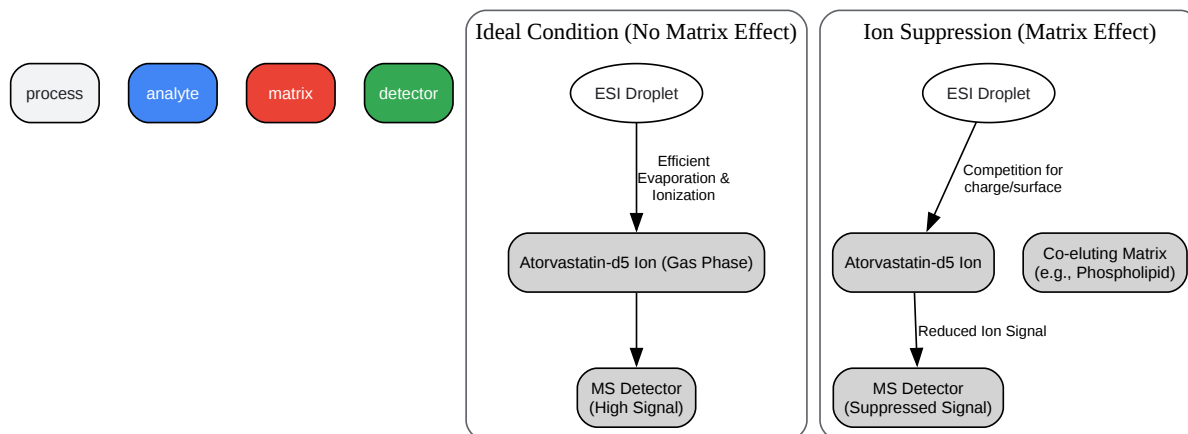 process
analyte
matrix
detector
Ideal Condition (No Matrix Effect)
ESI Droplet
Efficient
Evaporation &
Ionization
Atorvastatin-d5 Ion (Gas Phase)
MS Detector
(High Signal)
Ion Suppression (Matrix Effect)
ESI Droplet
Competition for
charge/surface
Atorvastatin-d5 Ion
Co-eluting Matrix
(e.g., Phospholipid)
Reduced Ion Signal
MS Detector
(Suppressed Signal)